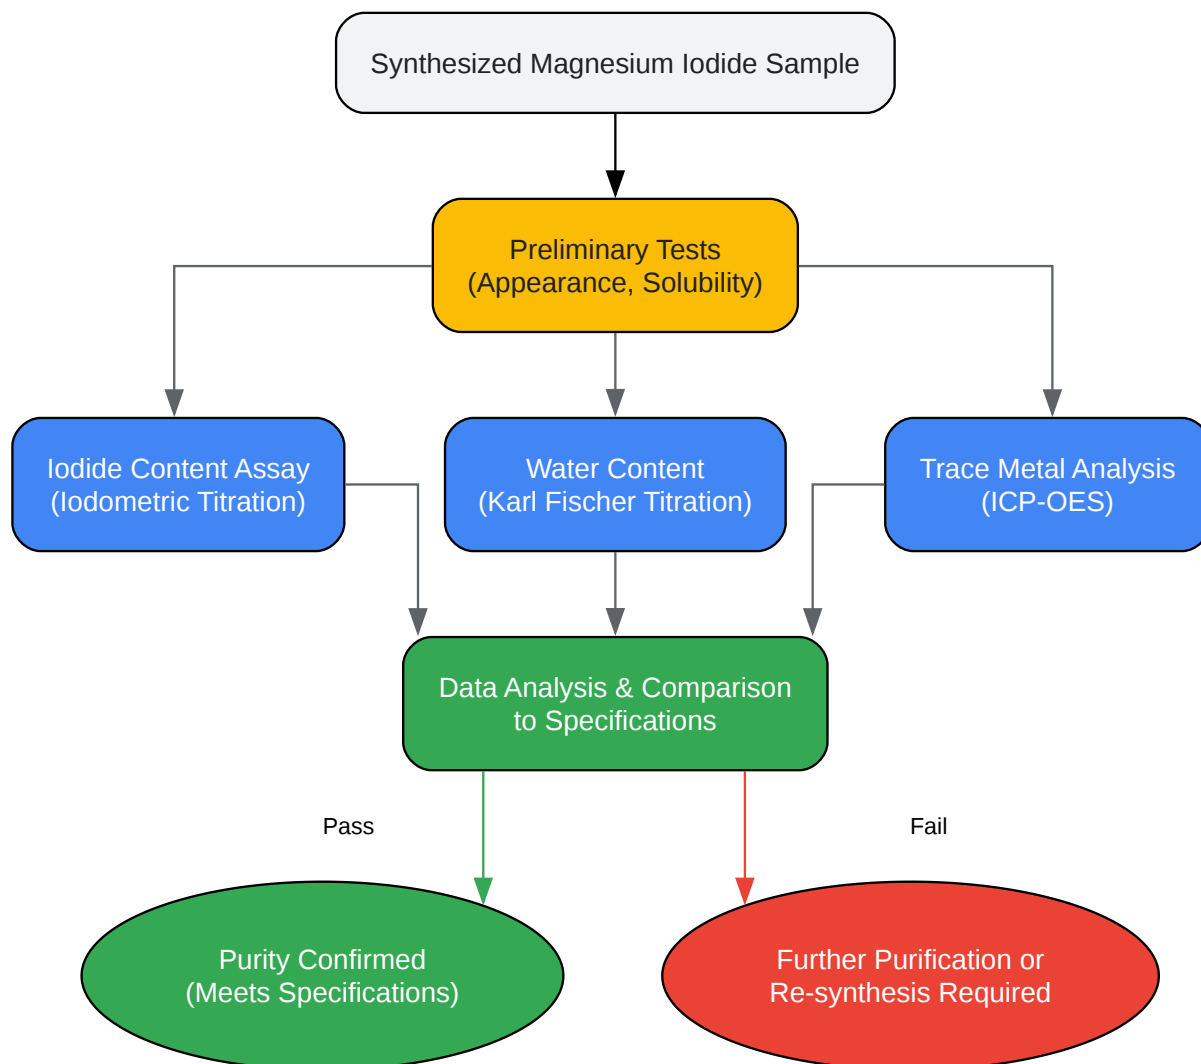 Synthesized Magnesium Iodide Sample
Preliminary Tests
(Appearance, Solubility)
Iodide Content Assay
(Iodometric Titration)
Water Content
(Karl Fischer Titration)
Trace Metal Analysis
(ICP-OES)
Data Analysis & Comparison
to Specifications
Pass
Fail
Purity Confirmed
(Meets Specifications)
Further Purification or
Re-synthesis Required